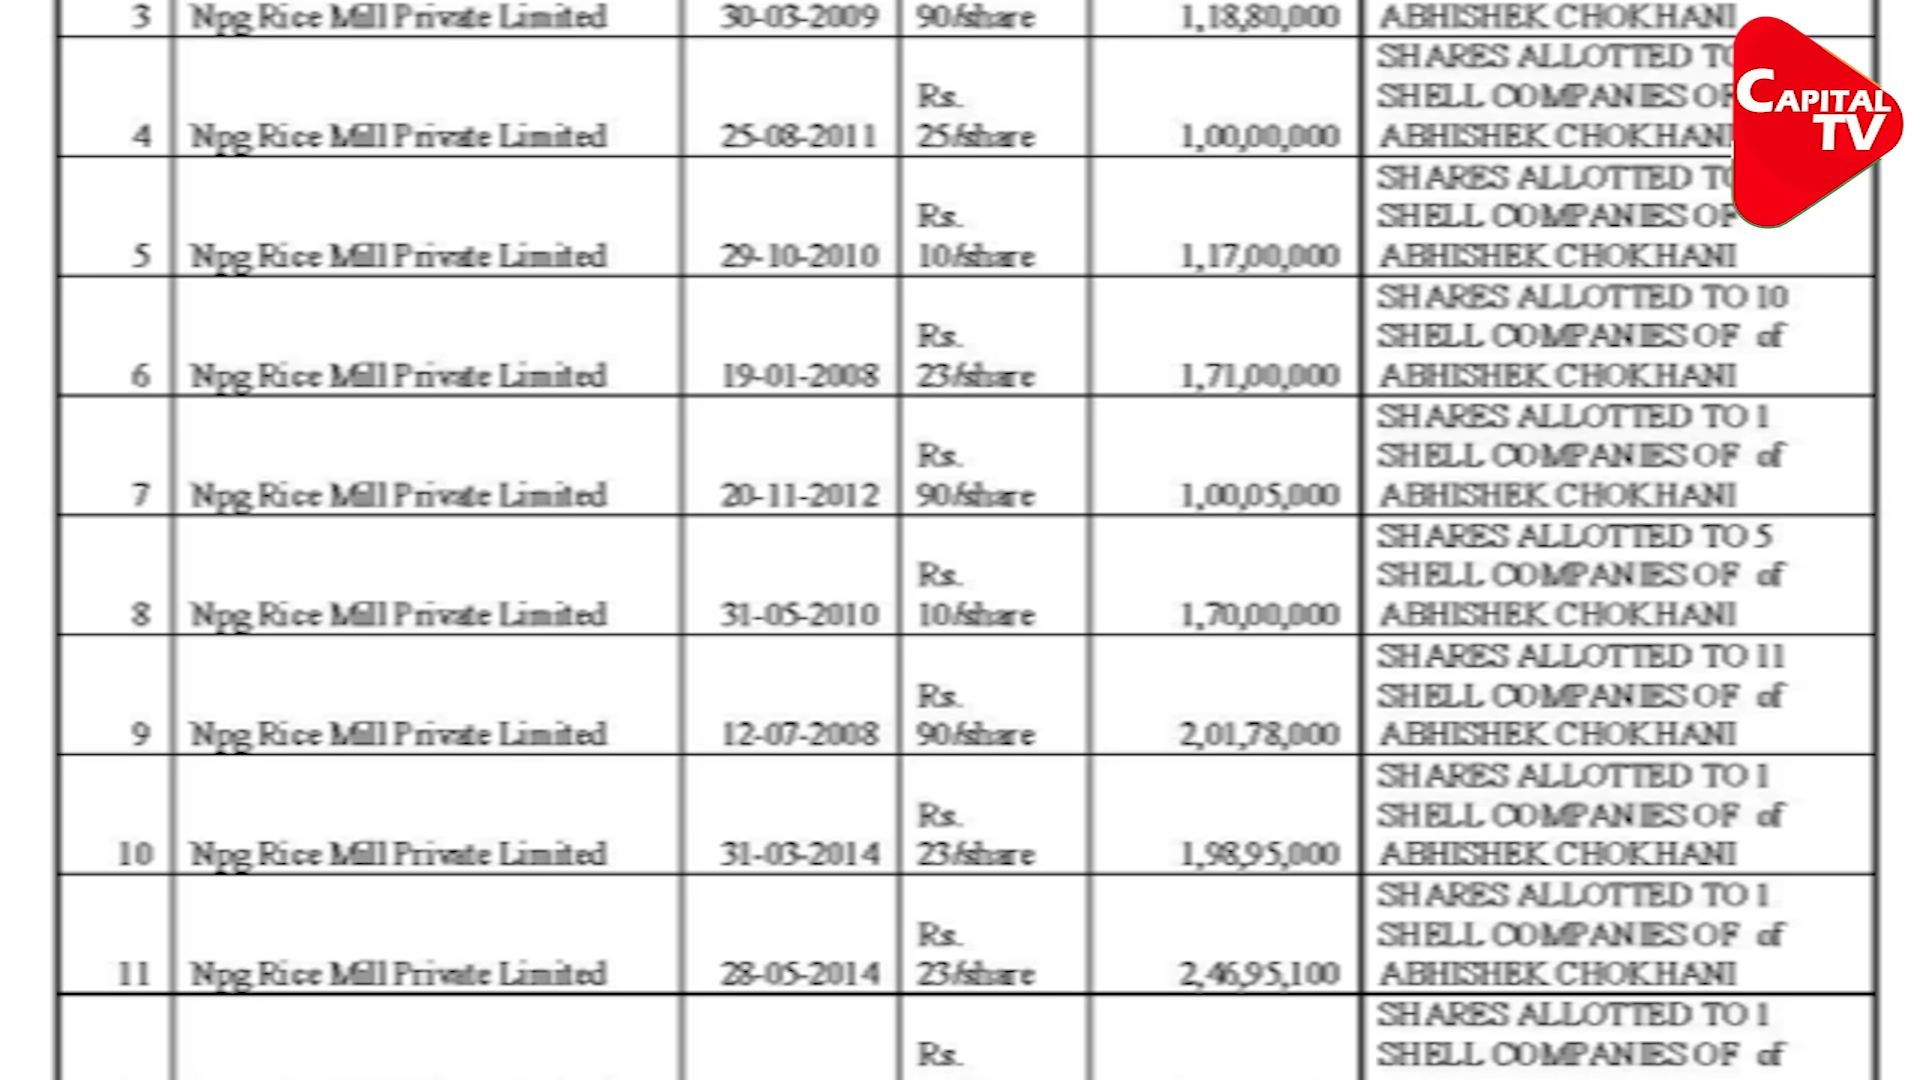 3 Npg Rice Mill Private Limited 30-03-2009 90/share 1,18,80,000 ABHISHEK CHOKHANI
SHARES ALLOTTED TO
Rs. SHELL COMPANIES OF
4 Npg Rice Mill Private Limited 25-08-2011 25/share 1,00,00,000 ABHISHEK CHOKHANI
SHARES ALLOTTED TO
Rs. SHELL COMPANIES OF
5 Npg Rice Mill Private Limited 29-10-2010 10/share 1,17,00,000 ABHISHEK CHOKHANI
SHARES ALLOTTED TO 10
Rs. SHELL COMPANIES OF of
6 Npg Rice Mill Private Limited 19-01-2008 23/share 1,71,00,000 ABHISHEK CHOKHANI
SHARES ALLOTTED TO 1
Rs. SHELL COMPANIES OF of
7 Npg Rice Mill Private Limited 20-11-2012 90/share 1,00,05,000 ABHISHEK CHOKHANI
SHARES ALLOTTED TO 5
Rs. SHELL COMPANIES OF of
8 Npg Rice Mill Private Limited 31-05-2010 10/share 1,70,00,000 ABHISHEK CHOKHANI
SHARES ALLOTTED TO 11
Rs. SHELL COMPANIES OF of
9 Npg Rice Mill Private Limited 12-07-2008 90/share 2,01,78,000 ABHISHEK CHOKHANI
SHARES ALLOTTED TO 1
Rs. SHELL COMPANIES OF of
10 Npg Rice Mill Private Limited 31-03-2014 23/share 1,98,95,000 ABHISHEK CHOKHANI
SHARES ALLOTTED TO 1
Rs. SHELL COMPANIES OF of
11 Npg Rice Mill Private Limited 28-05-2014 23/share 2,46,95,100 ABHISHEK CHOKHANI
SHARES ALLOTTED TO 1
Rs. SHELL COMPANIES OF of
CAPITAL
TV